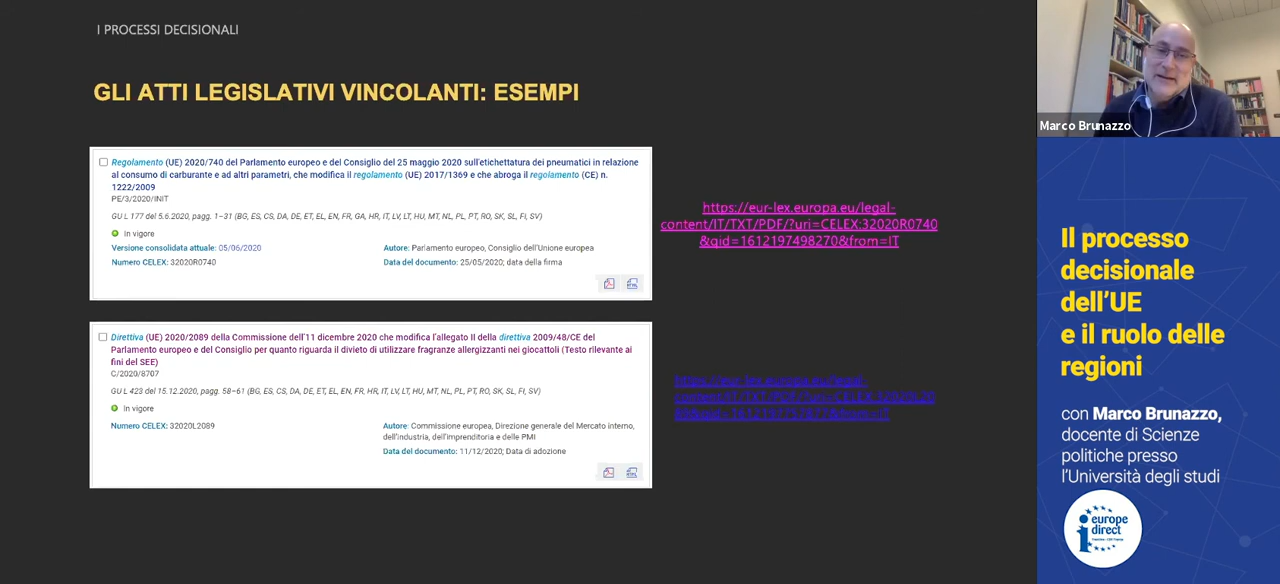 I PROCESSI DECISIONALI
GLI ATTI LEGISLATIVI VINCOLANTI: ESEMPI
Regolamento (UE) 2020/740 del Parlamento europeo e del Consiglio del 25 maggio 2020 sull'etichettatura dei pneumatici in relazione
al consumo di carburante e ad altri parametri, che modifica il regolamento (UE) 2017/1369 e che abroga il regolamento (CE) n.
1222/2009
PE/3/2020/INIT
GU L 177 del 5.6.2020, pagg. 1–31 (BG, ES, CS, DA, DE, ET, EL, EN, FR, GA, HR, IT, LV, LT, HU, MT, NL, PL, PT, RO, SK, SL, FI, SV)
In vigore
Versione consolidata attuale: 05/06/2020
Autore: Parlamento europeo, Consiglio dell'Unione europea
Numero CELEX: 32020R0740
Data del documento: 25/05/2020; data della firma
https://eur-lex.europa.eu/legal-
content/IT/TXT/PDF/?uri=CELEX:32020R0740
&qid=1612197498270&from=IT
Direttiva (UE) 2020/2089 della Commissione dell'11 dicembre 2020 che modifica l'allegato II della direttiva 2009/48/CE del
Parlamento europeo e del Consiglio per quanto riguarda il divieto di utilizzare fragranze allergizzanti nei giocattoli (Testo rilevante ai
fini del SEE)
C/2020/8707
GU L 423 del 15.12.2020, pagg. 58–61 (BG, ES, CS, DA, DE, ET, EL, EN, FR, HR, IT, LV, LT, HU, MT, NL, PL, PT, RO, SK, SL, FI, SV)
In vigore
Numero CELEX: 32020L2089
Autore: Commissione europea, Direzione generale del Mercato interno,
dell'industria, dell'imprenditoria e delle PMI
Data del documento: 11/12/2020; Data di adozione
https://eur-lex.europa.eu/legal-
content/IT/TXT/PDF/?uri=CELEX:32020L20
Marco Brunazzo
Il processo
decisionale
dell'UE
e il ruolo delle
regioni
con Marco Brunazzo,
docente di Scienze
politiche presso
l'Università degli studi
europe
direct